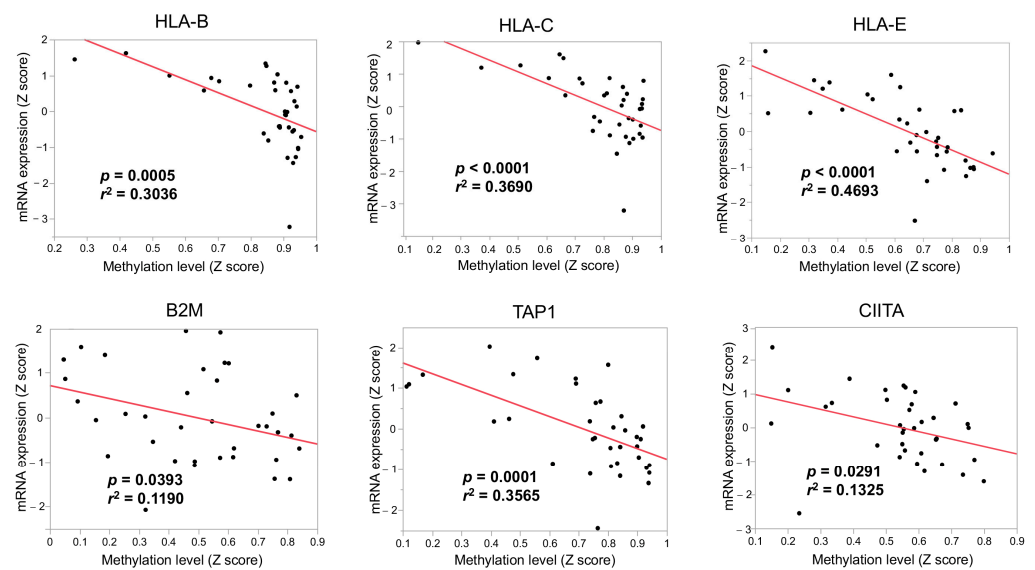 HLA-B
mRNA expression (Z score)
2
1
0
−1
−2
−3
p = 0.0005
r² = 0.3036
0.2 0.3 0.4 0.5 0.6 0.7 0.8 0.9 1
Methylation level (Z score)
HLA-C
mRNA expression (Z score)
2
1
0
−1
−2
−3
p < 0.0001
r² = 0.3690
0.1 0.2 0.3 0.4 0.5 0.6 0.7 0.8 0.9 1
Methylation level (Z score)
HLA-E
mRNA expression (Z score)
2
1
0
−1
−2
−3
p < 0.0001
r² = 0.4693
0.1 0.2 0.3 0.4 0.5 0.6 0.7 0.8 0.9 1
Methylation level (Z score)
B2M
mRNA expression (Z score)
2
1
0
−1
−2
p = 0.0393
r² = 0.1190
0 0.1 0.2 0.3 0.4 0.5 0.6 0.7 0.8 0.9
Methylation level (Z score)
TAP1
mRNA expression (Z score)
2
1
0
−1
−2
p = 0.0001
r² = 0.3565
0.1 0.2 0.3 0.4 0.5 0.6 0.7 0.8 0.9 1
Methylation level (Z score)
CIITA
mRNA expression (Z score)
3
2
1
0
−1
−2
−3
p = 0.0291
r² = 0.1325
0.1 0.2 0.3 0.4 0.5 0.6 0.7 0.8 0.9
Methylation level (Z score)